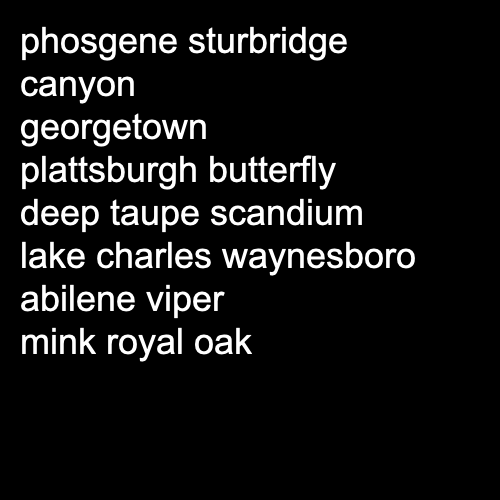 phosgene sturbridge
canyon
georgetown
plattsburgh butterfly
deep taupe scandium
lake charles waynesboro
abilene viper
mink royal oak